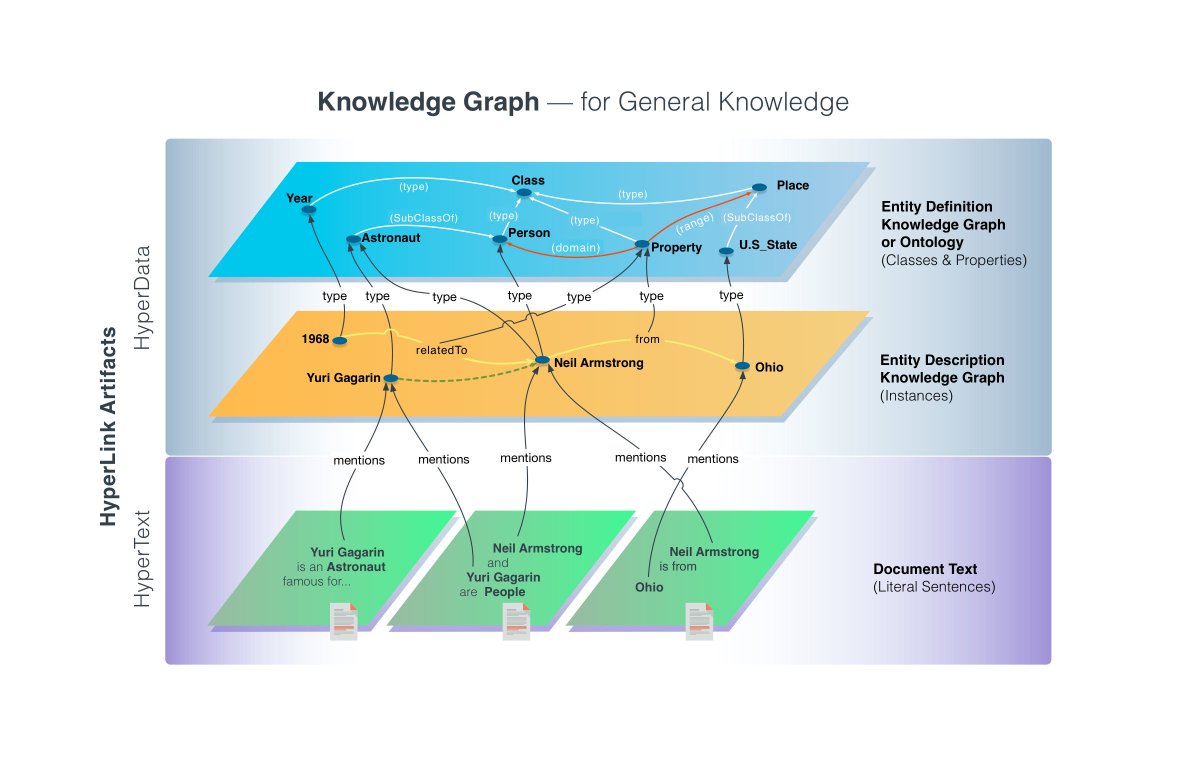 Knowledge Graph — for General Knowledge
HyperLink Artifacts
HyperData
HyperText
Class
Place
(type)
(type)
Year
Entity Definition
Knowledge Graph
or Ontology
(Classes & Properties)
(SubClassOf)
(type)
(type)
(range)
(SubClassOf)
Astronaut
Person
(domain)
Property
U.S_State
type
type
type
type
type
type
type
1968
relatedTo
from
Neil Armstrong
Ohio
Yuri Gagarin
Entity Description
Knowledge Graph
(Instances)
mentions
mentions
mentions
mentions
mentions
Yuri Gagarin
is an Astronaut
famous for...
Neil Armstrong
and
Yuri Gagarin
are People
Neil Armstrong
is from
Ohio
Document Text
(Literal Sentences)